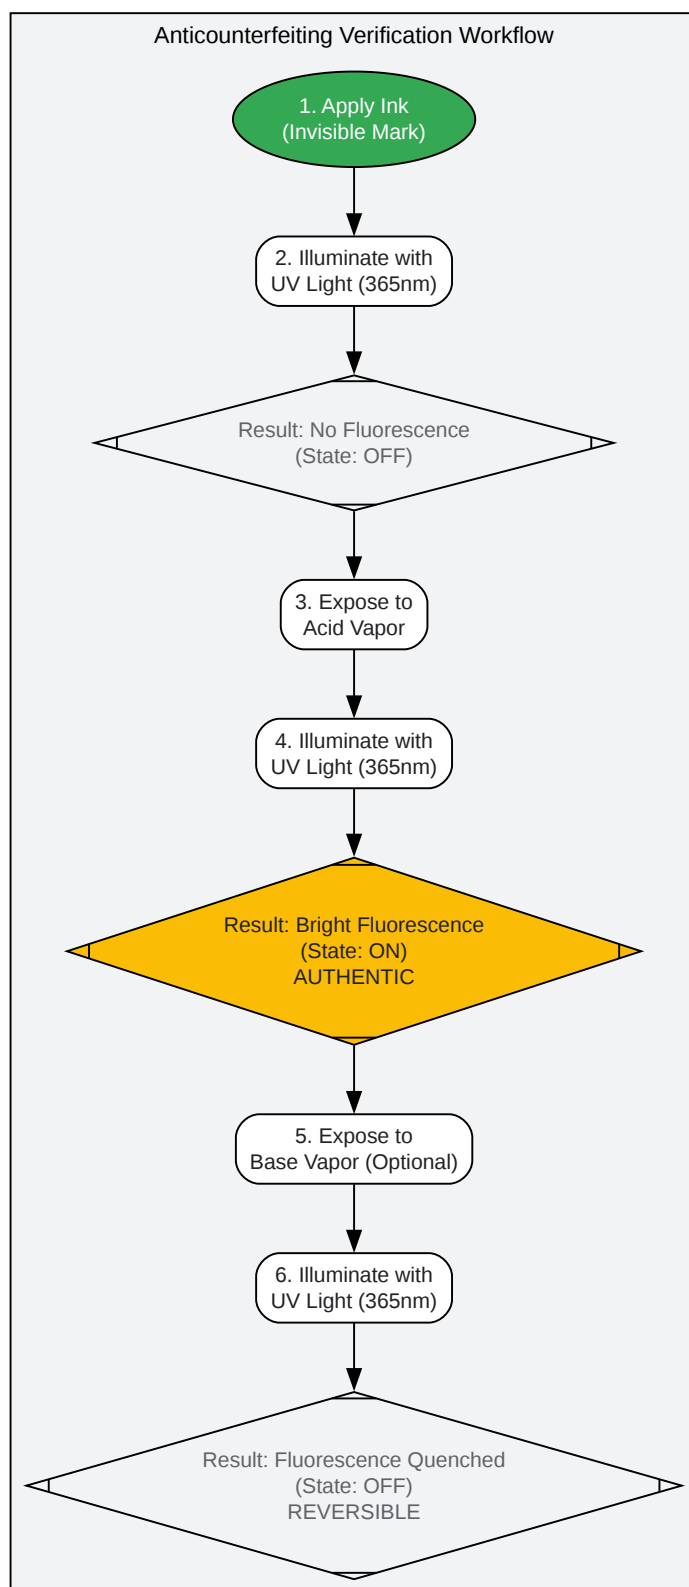 Anticounterfeiting Verification Workflow
1. Apply Ink
(Invisible Mark)
2. Illuminate with
UV Light (365nm)
Result: No Fluorescence
(State: OFF)
3. Expose to
Acid Vapor
4. Illuminate with
UV Light (365nm)
Result: Bright Fluorescence
(State: ON)
AUTHENTIC
5. Expose to
Base Vapor (Optional)
6. Illuminate with
UV Light (365nm)
Result: Fluorescence Quenched
(State: OFF)
REVERSIBLE